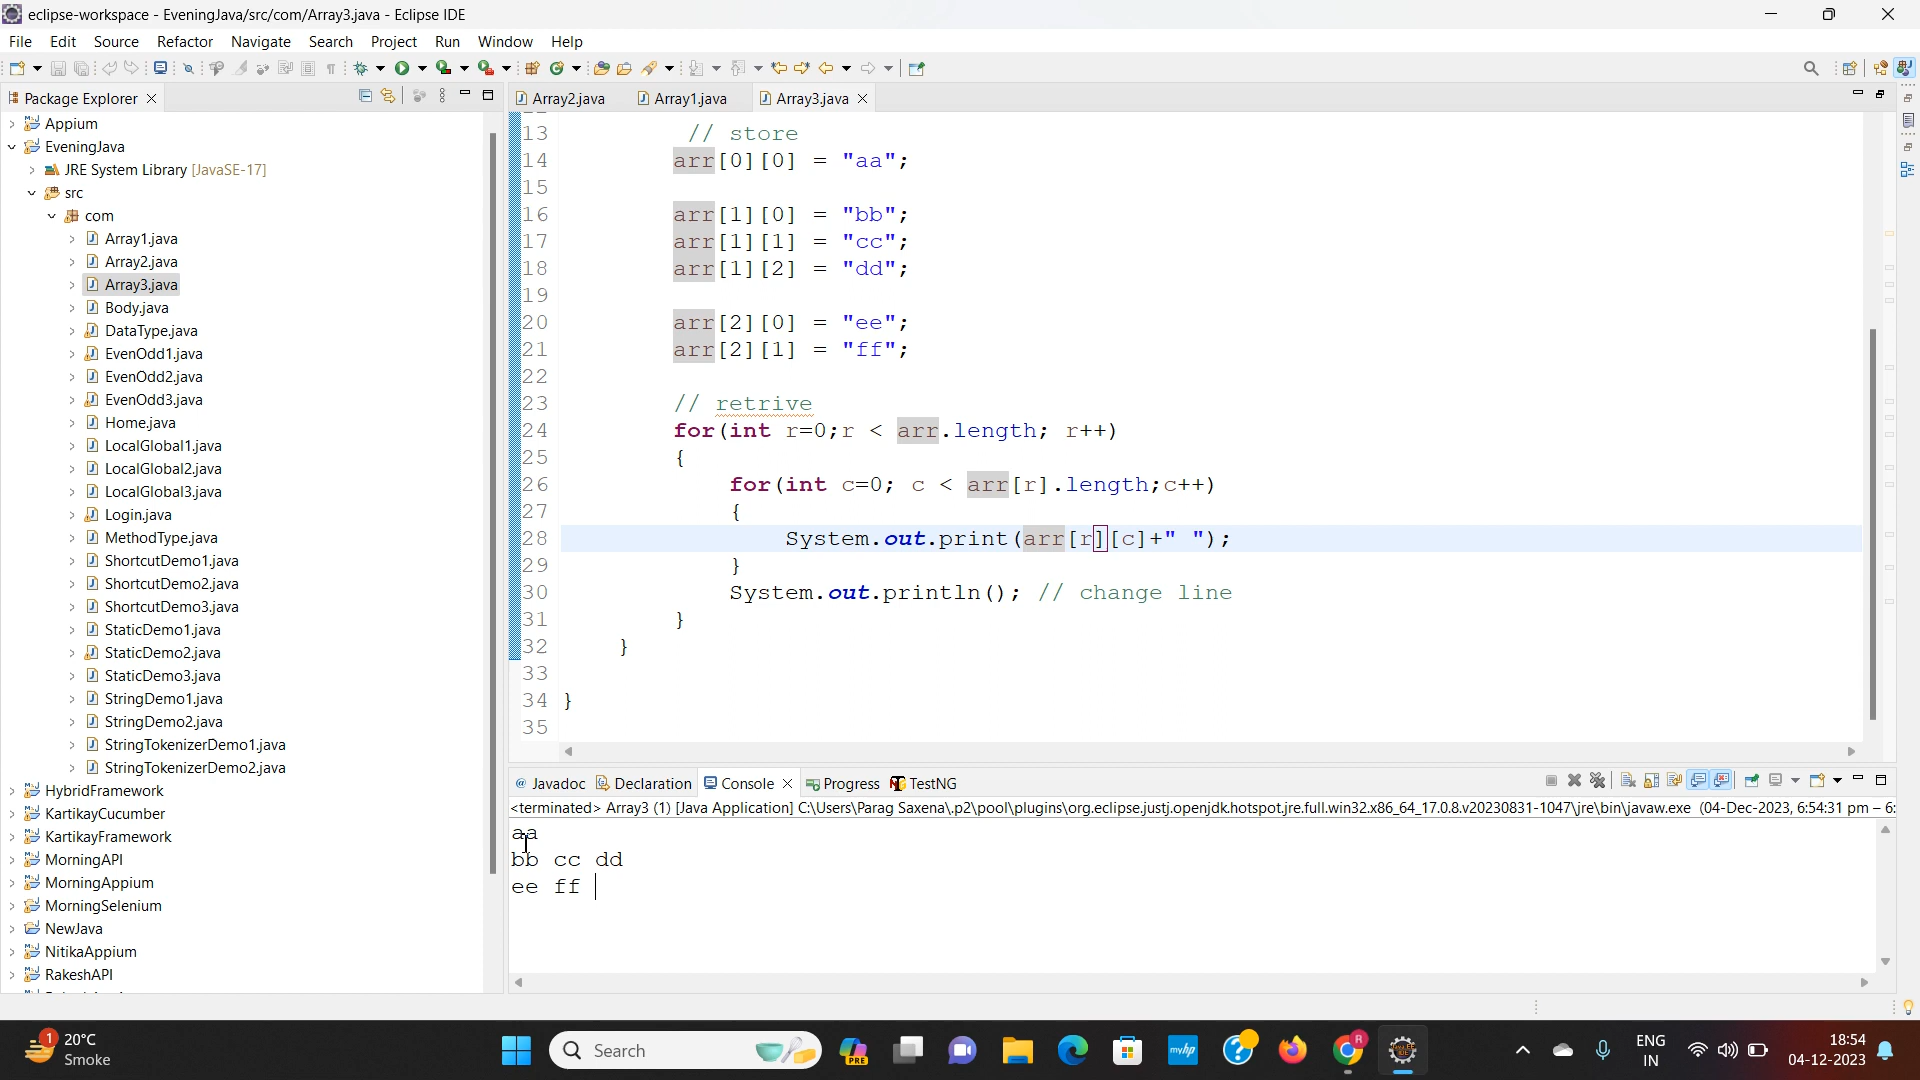 eclipse-workspace - EveningJava/src/com/Array3.java - Eclipse IDE
File Edit Source Refactor Navigate Search Project Run Window Help
Package Explorer
Appium
EveningJava
JRE System Library [JavaSE-17]
src
com
Array1.java
Array2.java
Array3.java
Body.java
DataType.java
EvenOdd1.java
EvenOdd2.java
EvenOdd3.java
Home.java
LocalGlobal1.java
LocalGlobal2.java
LocalGlobal3.java
Login.java
MethodType.java
ShortcutDemo1.java
ShortcutDemo2.java
ShortcutDemo3.java
StaticDemo1.java
StaticDemo2.java
StaticDemo3.java
StringDemo1.java
StringDemo2.java
StringTokenizerDemo1.java
StringTokenizerDemo2.java
HybridFramework
KartikayCucumber
KartikayFramework
MorningAPI
MorningAppium
MorningSelenium
NewJava
NitikaAppium
RakeshAPI
Array2.java Array1.java Array3.java
13 // store
14 arr[0][0] = "aa";
15
16 arr[1][0] = "bb";
17 arr[1][1] = "cc";
18 arr[1][2] = "dd";
19
20 arr[2][0] = "ee";
21 arr[2][1] = "ff";
22
23 // retrive
24 for(int r=0;r < arr.length; r++)
25 {
26 for(int c=0; c < arr[r].length;c++)
27 {
28 System.out.print(arr[r][c]+" ");
29 }
30 System.out.println(); // change line
31 }
32 }
33
34 }
35
@ Javadoc Declaration Console Progress TestNG
<terminated> Array3 (1) [Java Application] C:\Users\Parag Saxena\.p2\pool\plugins\org.eclipse.justj.openjdk.hotspot.jre.full.win32.x86_64_17.0.8.v20230831-1047\jre\bin\javaw.exe (04-Dec-2023, 6:54:31 pm – 6:
aa
bb cc dd
ee ff
1 20°C
Smoke
Search
PRE
myhp
R
ENG
IN
18:54
04-12-2023